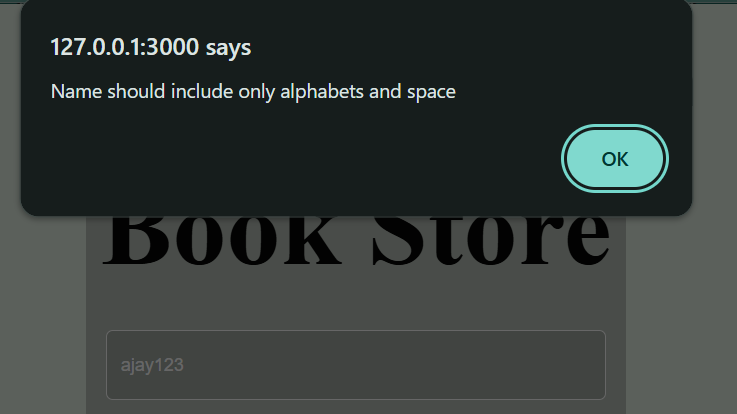 127.0.0.1:3000 says
Name should include only alphabets and space
OK
Book Store
ajay123